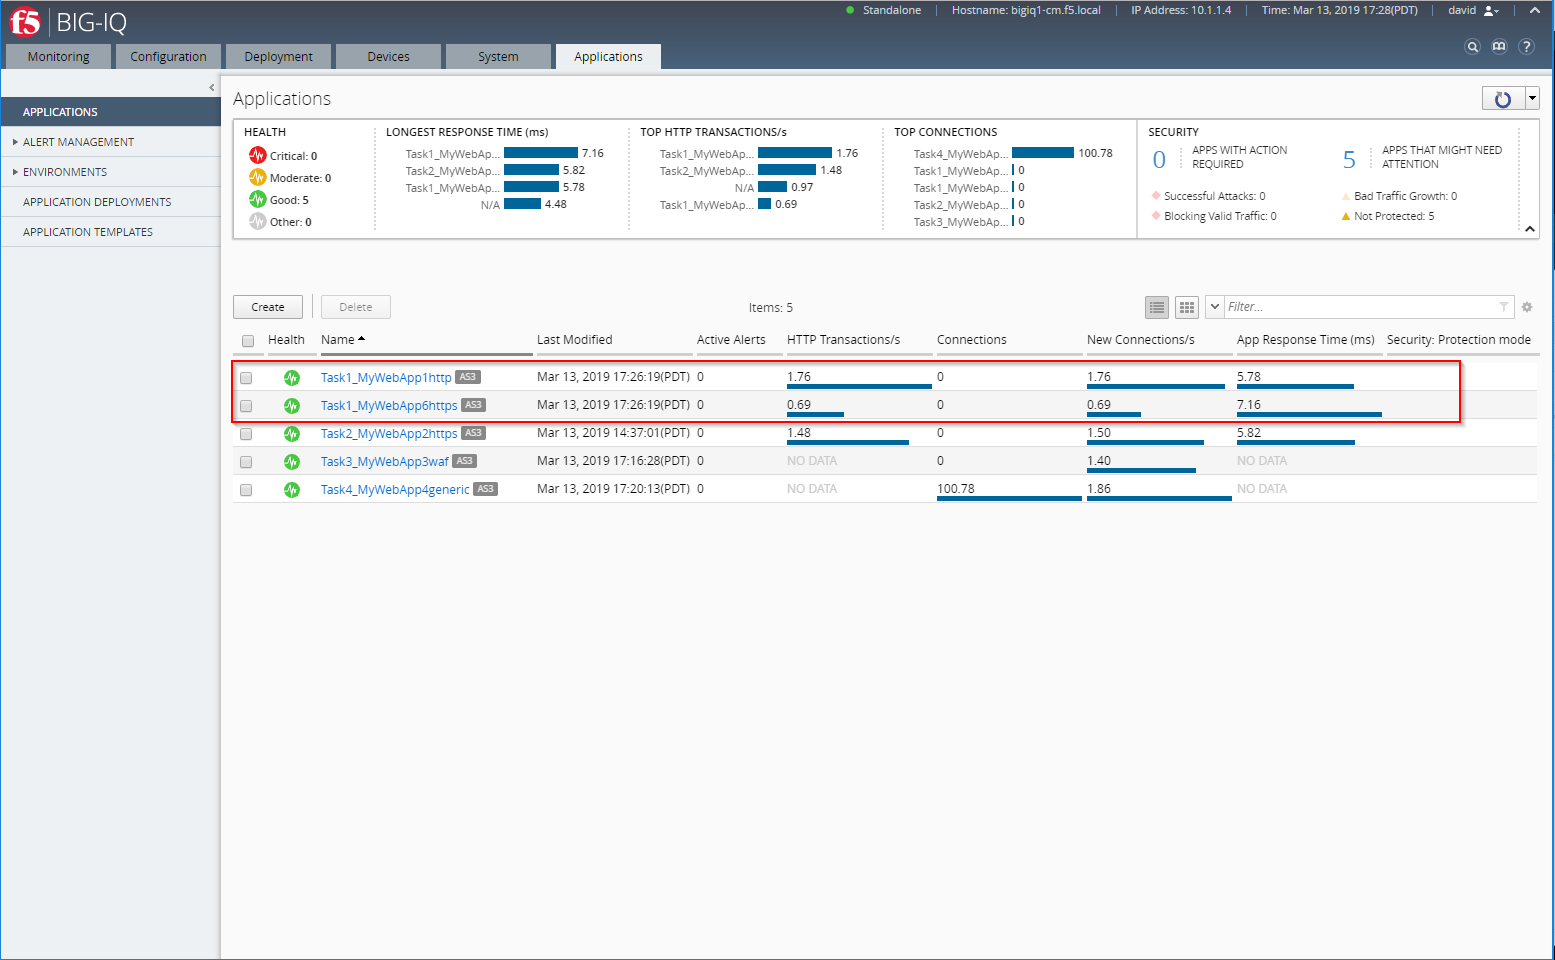 f5 BIG-IQ
Standalone | Hostname: bigiq1-cm.f5.local | IP Address: 10.1.1.4 | Time: Mar 13, 2019 17:28(PDT) | david
Monitoring Configuration Deployment Devices System Applications
?
APPLICATIONS
ALERT MANAGEMENT
ENVIRONMENTS
APPLICATION DEPLOYMENTS
APPLICATION TEMPLATES
Applications
HEALTH
Critical: 0
Moderate: 0
Good: 5
Other: 0
LONGEST RESPONSE TIME (ms)
Task1_MyWebAp... 7.16
Task2_MyWebAp... 5.82
Task1_MyWebAp... 5.78
N/A 4.48
TOP HTTP TRANSACTIONS/s
Task1_MyWebAp... 1.76
Task2_MyWebAp... 1.48
N/A 0.97
Task1_MyWebAp... 0.69
TOP CONNECTIONS
Task4_MyWebAp... 100.78
Task1_MyWebAp... 0
Task1_MyWebAp... 0
Task2_MyWebAp... 0
Task3_MyWebAp... 0
SECURITY
0 APPS WITH ACTION REQUIRED
Successful Attacks: 0
Blocking Valid Traffic: 0
5 APPS THAT MIGHT NEED ATTENTION
Bad Traffic Growth: 0
Not Protected: 5
Create Delete Items: 5 Filter...
Health Name Last Modified Active Alerts HTTP Transactions/s Connections New Connections/s App Response Time (ms) Security: Protection mode
Task1_MyWebApp1http AS3 Mar 13, 2019 17:26:19(PDT) 0 1.76 0 1.76 5.78
Task1_MyWebApp6https AS3 Mar 13, 2019 17:26:19(PDT) 0 0.69 0 0.69 7.16
Task2_MyWebApp2https AS3 Mar 13, 2019 14:37:01(PDT) 0 1.48 0 1.50 5.82
Task3_MyWebApp3waf AS3 Mar 13, 2019 17:16:28(PDT) 0 NO DATA 0 1.40 NO DATA
Task4_MyWebApp4generic AS3 Mar 13, 2019 17:20:13(PDT) 0 NO DATA 100.78 1.86 NO DATA